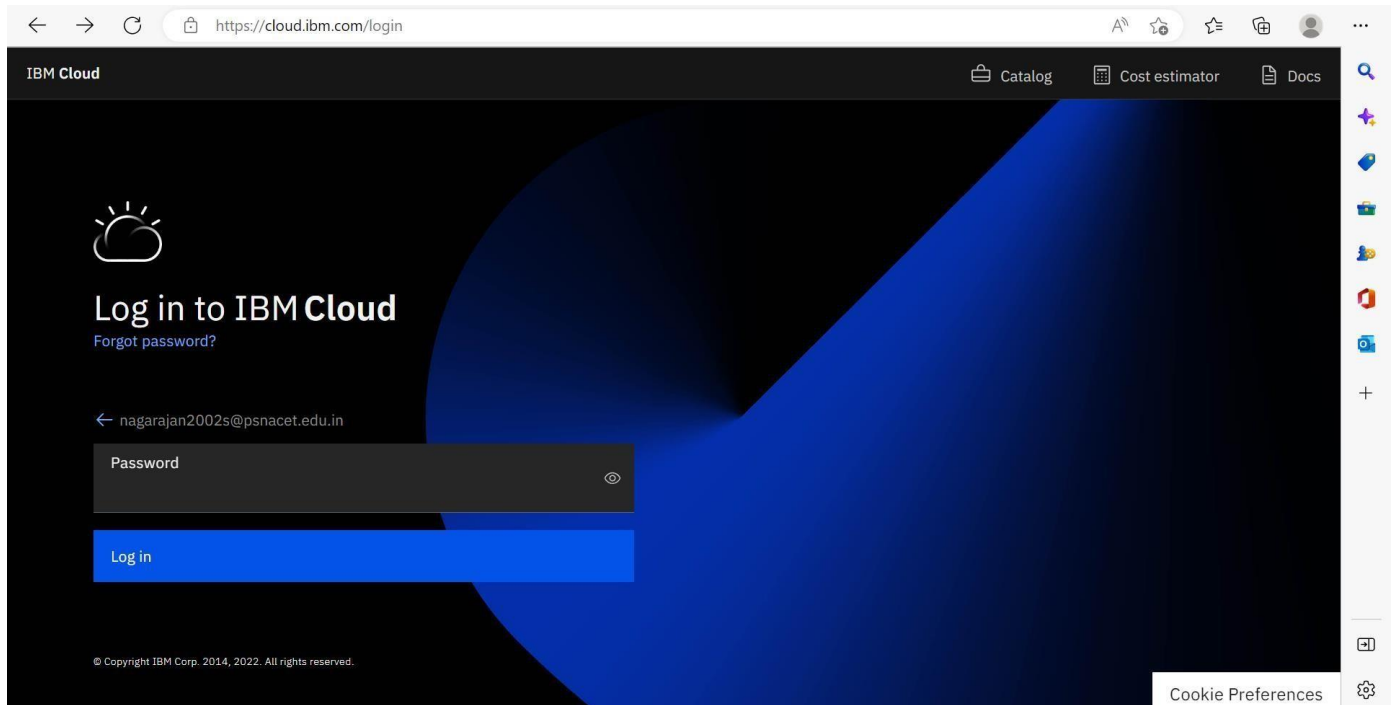 https://cloud.ibm.com/login
IBM Cloud
Catalog
Cost estimator
Docs
Log in to IBM Cloud
Forgot password?
nagarajan2002s@psnacet.edu.in
Password
Log in
© Copyright IBM Corp. 2014, 2022. All rights reserved.
Cookie Preferences